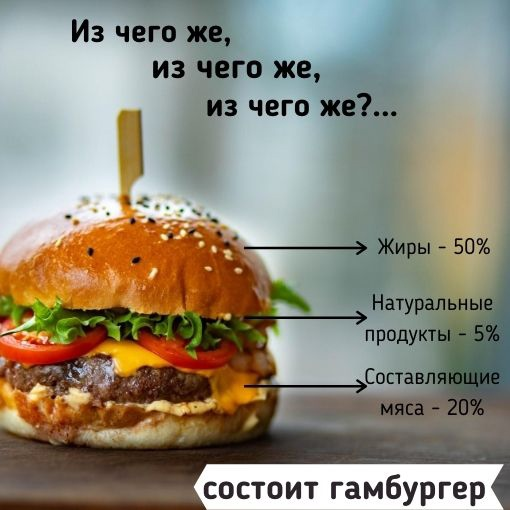 Из чего же,
из чего же,
из чего же?...
Жиры - 50%
Натуральные
продукты - 5%
Составляющие
мяса - 20%
состоит гамбургер